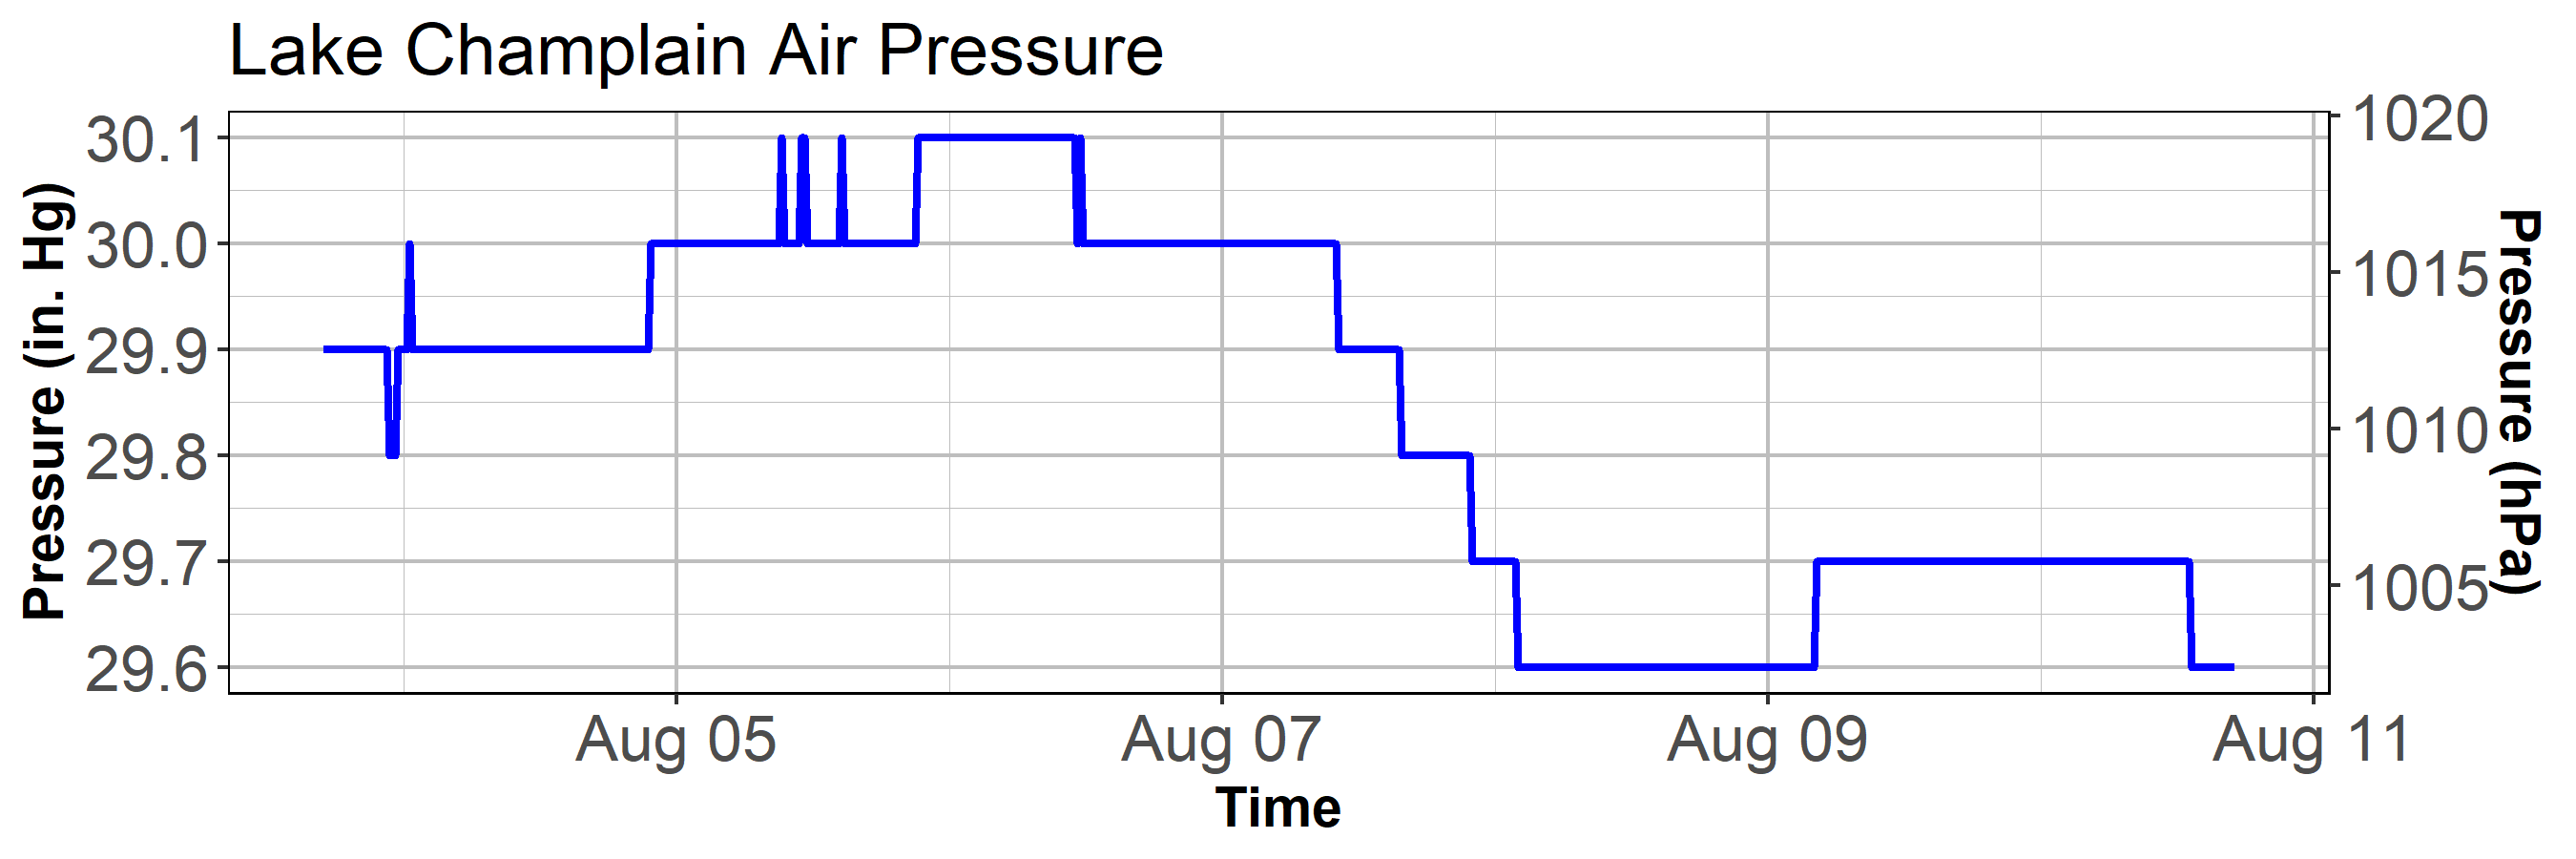 Lake Champlain Air Pressure
Pressure (in. Hg)
30.1
30.0
29.9
29.8
29.7
29.6
1020
1015
1010
1005
Pressure (hPa)
Aug 05 Aug 07 Aug 09 Aug 11
Time